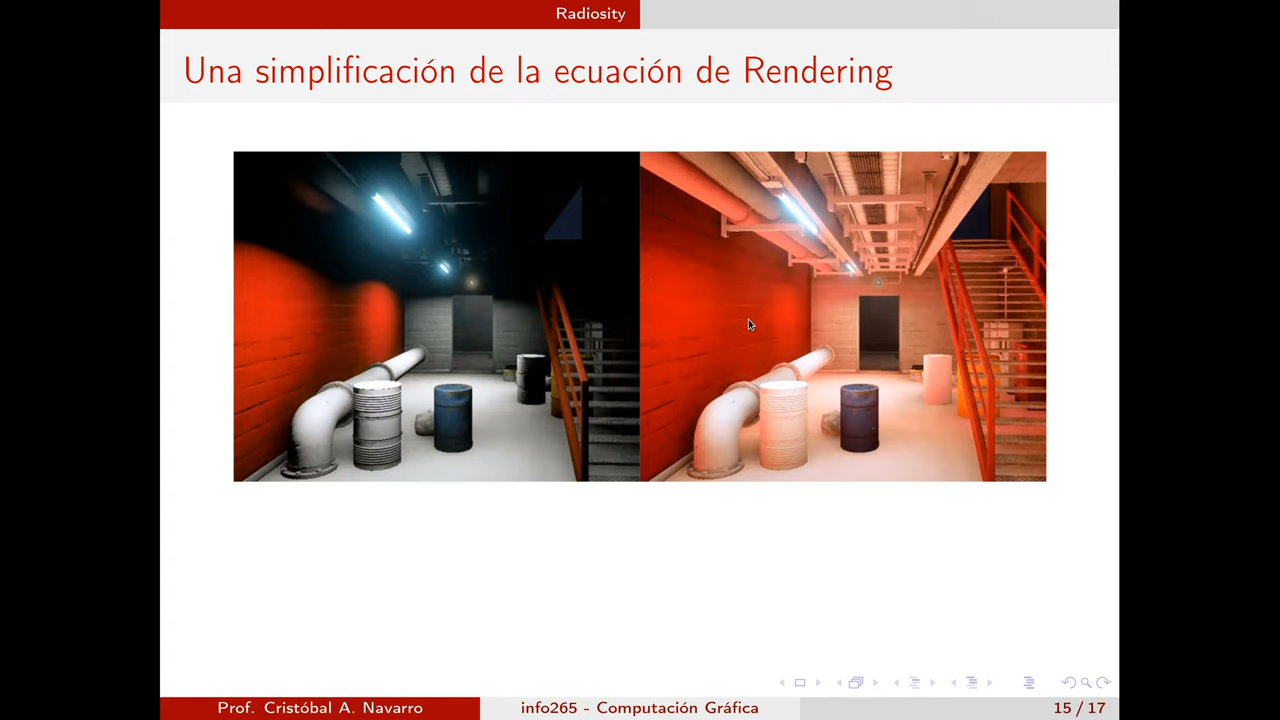 Radiosity
Una simplificación de la ecuación de Rendering
Prof. Cristóbal A. Navarro
info265 - Computación Gráfica
15 / 17